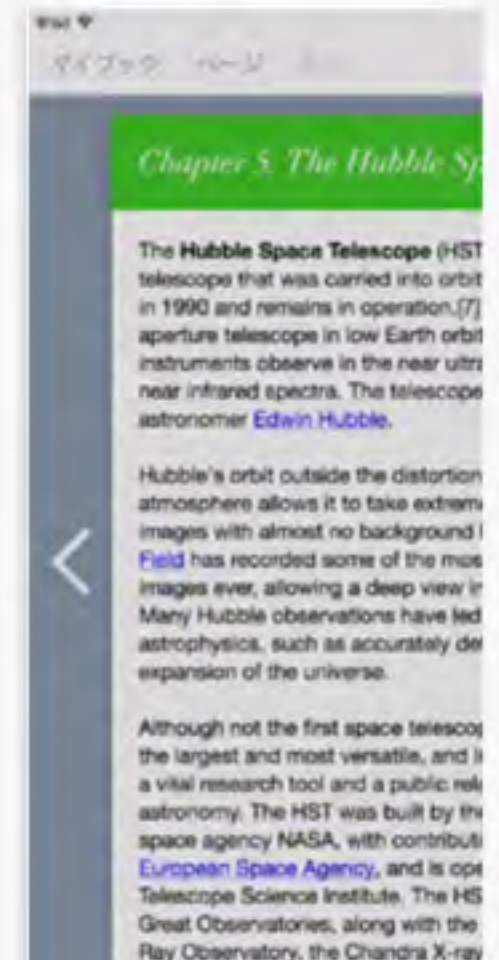 iPad
マイブック ページ
Chapter 5. The Hubble Sp
The Hubble Space Telescope (HST
telescope that was carried into orbit
in 1990 and remains in operation.[7]
aperture telescope in low Earth orbit
instruments observe in the near ultra
near infrared spectra. The telescope
astronomer Edwin Hubble.
Hubble's orbit outside the distortion
atmosphere allows it to take extrem
images with almost no background l
Field has recorded some of the mos
images ever, allowing a deep view in
Many Hubble observations have led
astrophysics, such as accurately det
expansion of the universe.
Although not the first space telescop
the largest and most versatile, and i
a vital research tool and a public rela
astronomy. The HST was built by the
space agency NASA, with contributi
European Space Agency, and is ope
Telescope Science Institute. The HS
Great Observatories, along with the
Ray Observatory, the Chandra X-ray